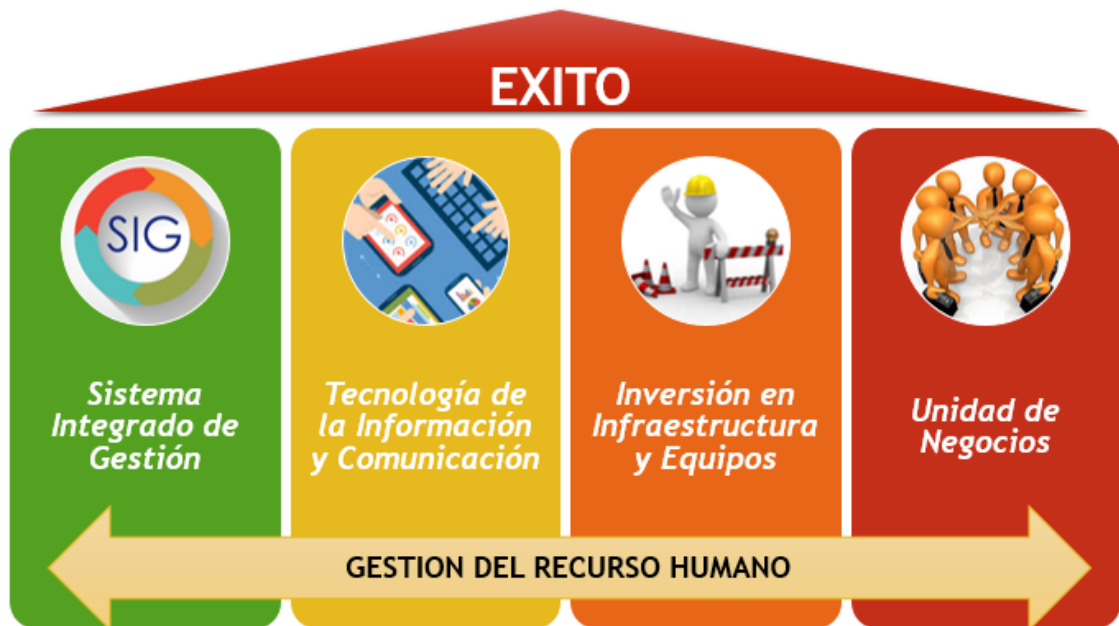 EXITO
SIG
Sistema
Integrado de
Gestión
Tecnología de
la Información
y Comunicación
Inversión en
Infraestructura
y Equipos
Unidad de
Negocios
GESTION DEL RECURSO HUMANO